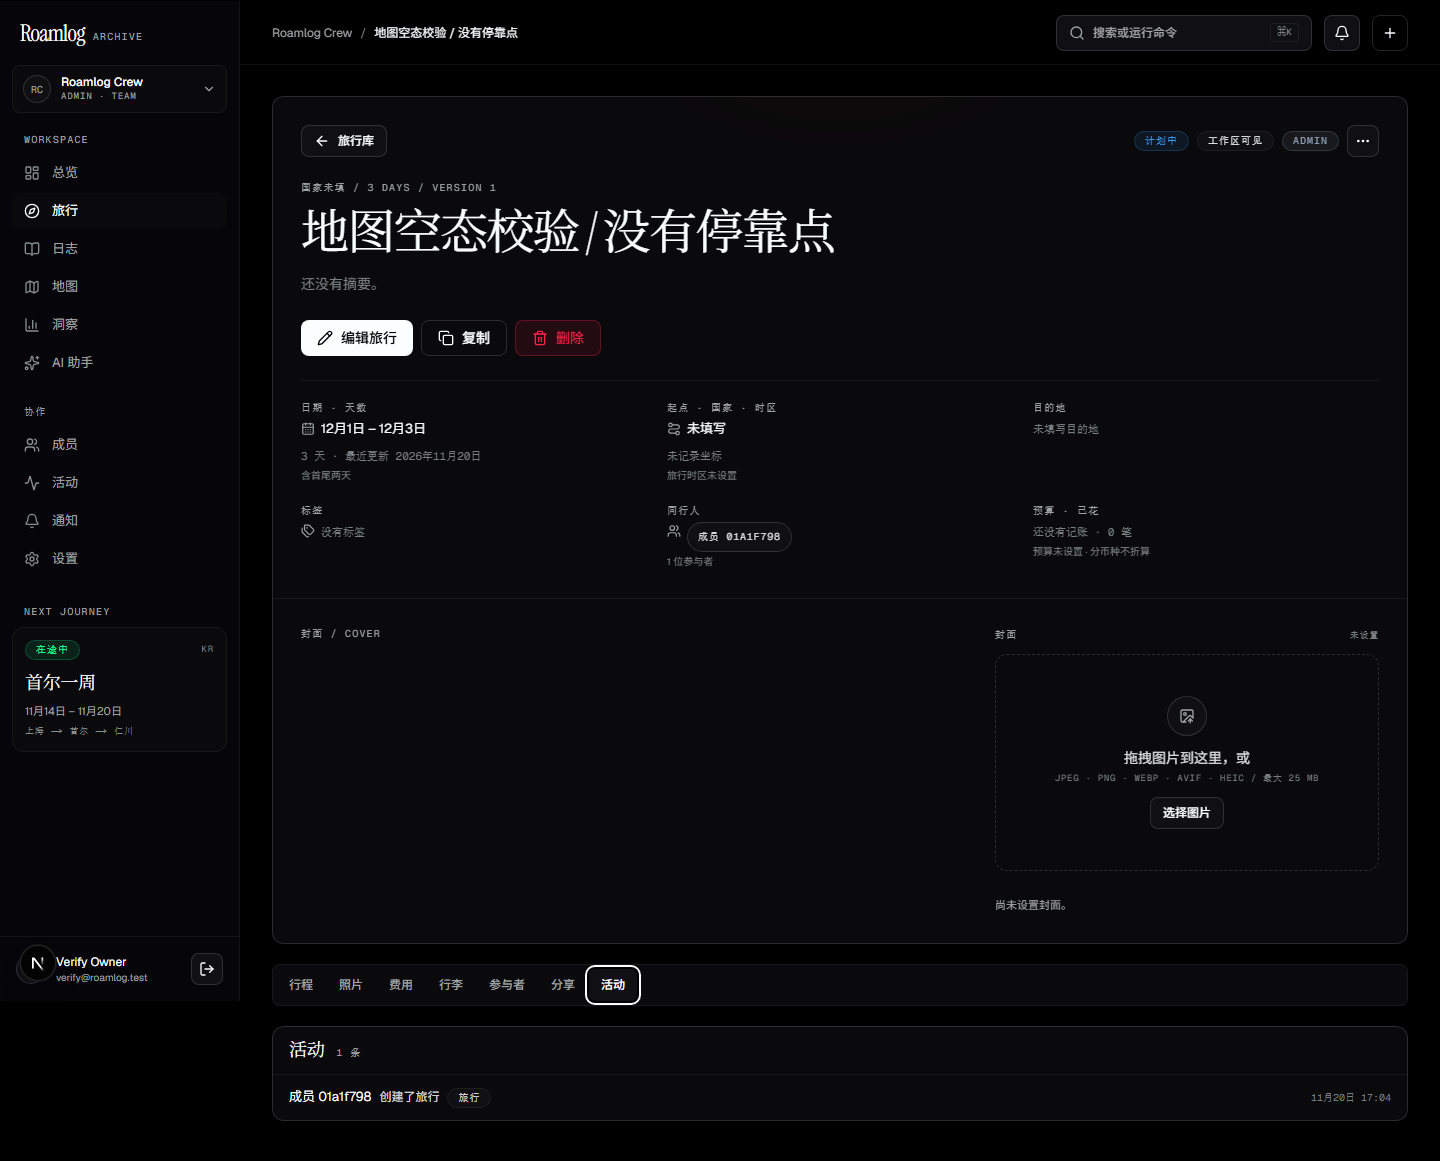 Roamlog ARCHIVE
RC
Roamlog Crew
ADMIN · TEAM
WORKSPACE
总览
旅行
日志
地图
洞察
AI 助手
协作
成员
活动
通知
设置
NEXT JOURNEY
在途中
KR
首尔一周
11月14日 – 11月20日
上海 → 首尔 → 仁川
N
Verify Owner
verify@roamlog.test
Roamlog Crew / 地图空态校验 / 没有停靠点
搜索或运行命令
⌘K
旅行库
计划中
工作区可见
ADMIN
国家未填 / 3 DAYS / VERSION 1
地图空态校验 / 没有停靠点
还没有摘要。
编辑旅行
复制
删除
日期 · 天数
12月1日 – 12月3日
3 天 · 最近更新 2026年11月20日
含首尾两天
起点 · 国家 · 时区
未填写
未记录坐标
旅行时区未设置
目的地
未填写目的地
标签
没有标签
同行人
成员 01A1F798
1 位参与者
预算 · 已花
还没有记账 · 0 笔
预算未设置 · 分币种不折算
封面 / COVER
封面
未设置
拖拽图片到这里，或
JPEG · PNG · WEBP · AVIF · HEIC / 最大 25 MB
选择图片
尚未设置封面。
行程
照片
费用
行李
参与者
分享
活动
活动 1 条
成员 01a1f798 创建了旅行 旅行
11月20日 17:04